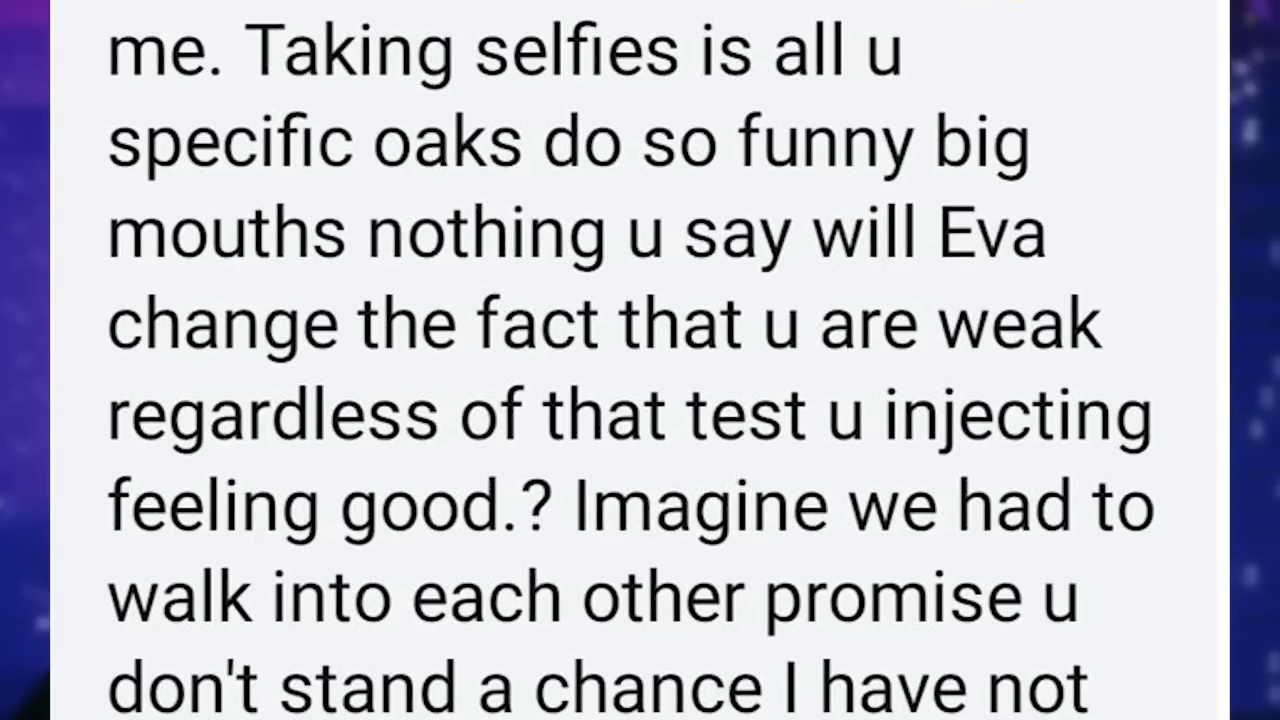 me. Taking selfies is all u
specific oaks do so funny big
mouths nothing u say will Eva
change the fact that u are weak
regardless of that test u injecting
feeling good.? Imagine we had to
walk into each other promise u
don't stand a chance I have not